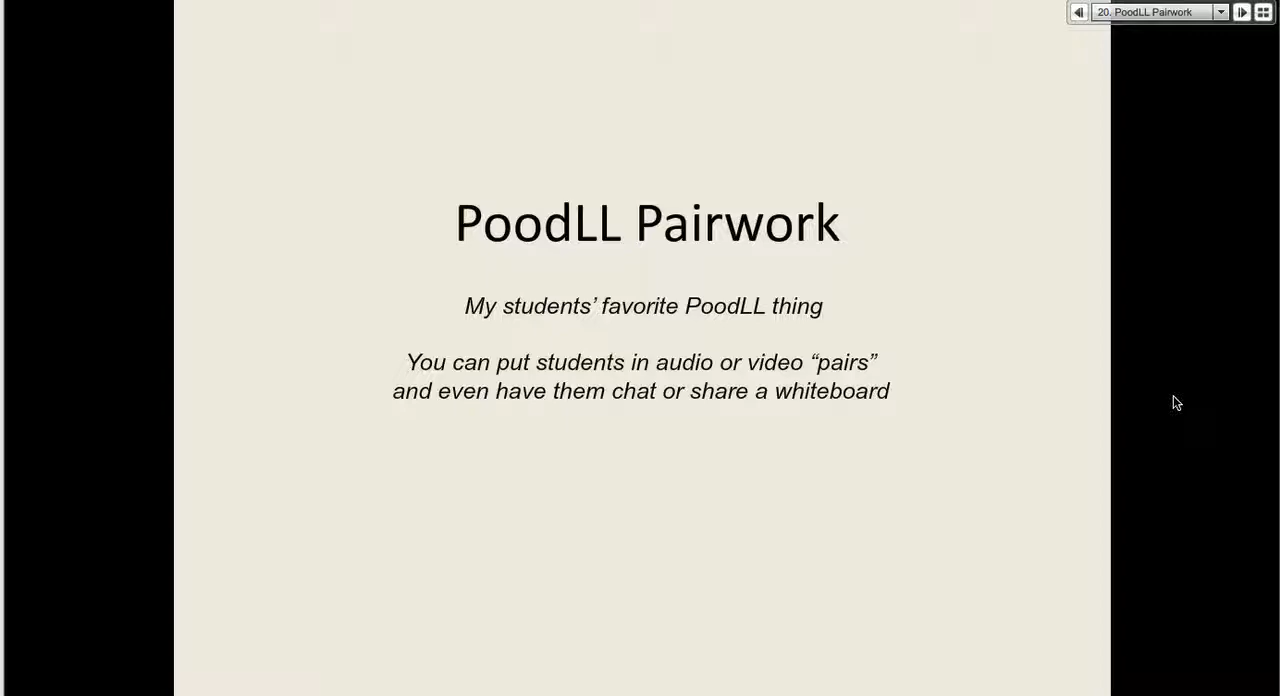 20. PoodLL Pairwork
PoodLL Pairwork
My students’ favorite PoodLL thing
You can put students in audio or video “pairs”
and even have them chat or share a whiteboard